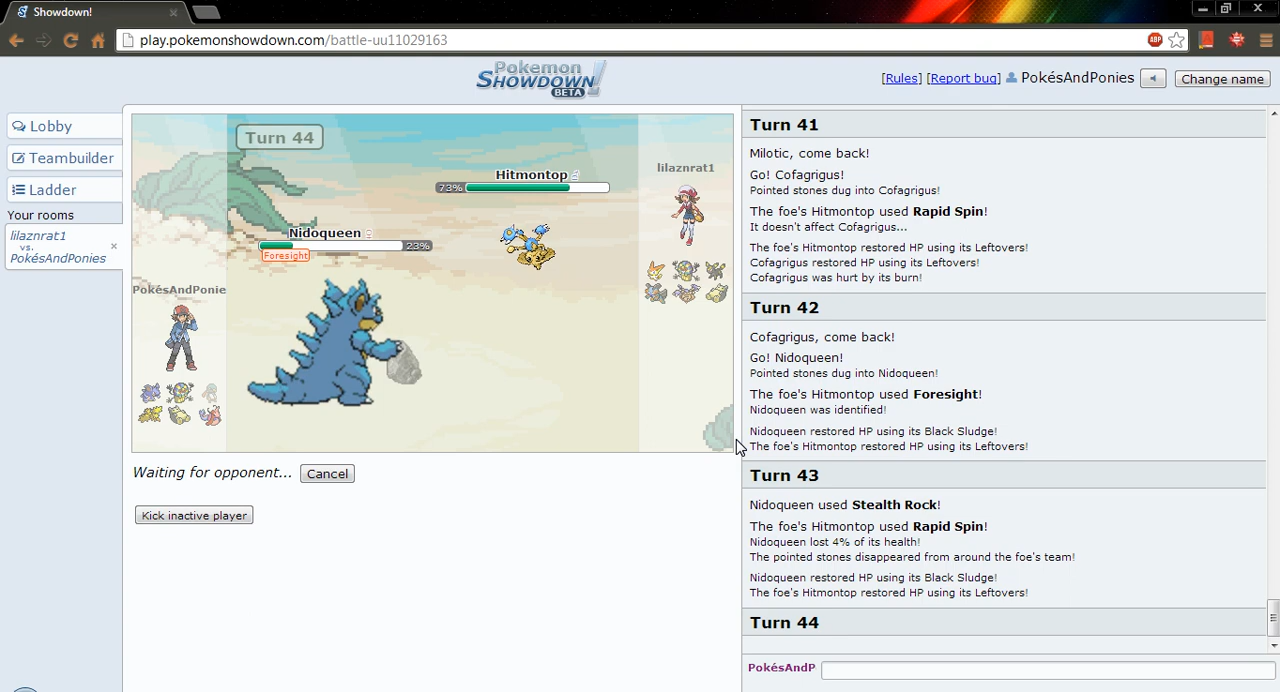 Showdown!
play.pokemonshowdown.com/battle-uu11029163
ABP
Pokemon
SHOWDOWN!
BETA
[Rules] [Report bug] PokésAndPonies Change name
Lobby
Teambuilder
Ladder
Your rooms
lilaznrat1
vs.
PokésAndPonies
Turn 44
Hitmontop
73%
lilaznrat1
Nidoqueen
23%
Foresight
PokésAndPonie
Waiting for opponent... Cancel
Kick inactive player
Turn 41
Milotic, come back!
Go! Cofagrigus!
Pointed stones dug into Cofagrigus!
The foe's Hitmontop used Rapid Spin!
It doesn't affect Cofagrigus...
The foe's Hitmontop restored HP using its Leftovers!
Cofagrigus restored HP using its Leftovers!
Cofagrigus was hurt by its burn!
Turn 42
Cofagrigus, come back!
Go! Nidoqueen!
Pointed stones dug into Nidoqueen!
The foe's Hitmontop used Foresight!
Nidoqueen was identified!
Nidoqueen restored HP using its Black Sludge!
The foe's Hitmontop restored HP using its Leftovers!
Turn 43
Nidoqueen used Stealth Rock!
The foe's Hitmontop used Rapid Spin!
Nidoqueen lost 4% of its health!
The pointed stones disappeared from around the foe's team!
Nidoqueen restored HP using its Black Sludge!
The foe's Hitmontop restored HP using its Leftovers!
Turn 44
PokésAndP